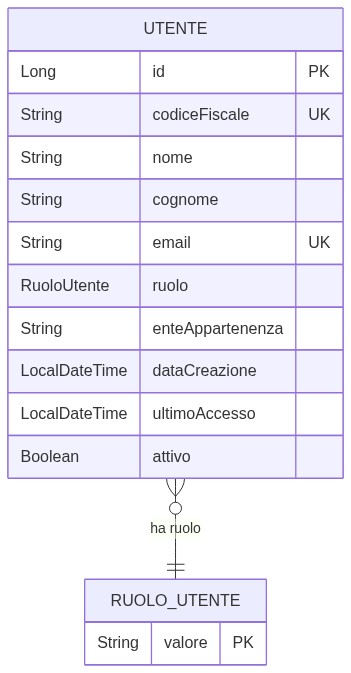 UTENTE
Long id PK
String codiceFiscale UK
String nome
String cognome
String email UK
RuoloUtente ruolo
String enteAppartenenza
LocalDateTime dataCreazione
LocalDateTime ultimoAccesso
Boolean attivo
ha ruolo
RUOLO_UTENTE
String valore PK